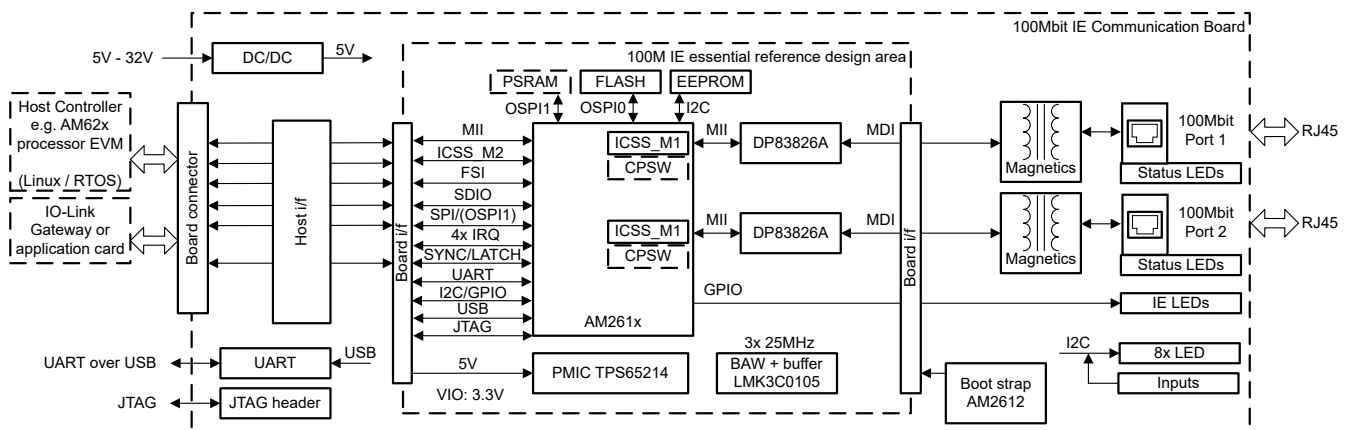 100Mbit IE Communication Board
5V - 32V
DC/DC
5V
100M IE essential reference design area
PSRAM
FLASH
EEPROM
OSPI1
OSPI0
I2C
Host Controller
e.g. AM62x
processor EVM
(Linux / RTOS)
IO-Link
Gateway or
application card
Board connector
Host i/f
Board i/f
MII
ICSS_M2
FSI
SDIO
SPI/(OSPI1)
4x IRQ
SYNC/LATCH
UART
I2C/GPIO
USB
JTAG
ICSS_M1
CPSW
ICSS_M1
CPSW
AM261x
MII
DP83826A
MDI
MII
DP83826A
MDI
GPIO
Board i/f
Magnetics
100Mbit
Port 1
Status LEDs
RJ45
Magnetics
100Mbit
Port 2
Status LEDs
RJ45
IE LEDs
UART over USB
UART
USB
JTAG
JTAG header
5V
VIO: 3.3V
PMIC TPS65214
3x 25MHz
BAW + buffer
LMK3C0105
Boot strap
AM2612
I2C
8x LED
Inputs